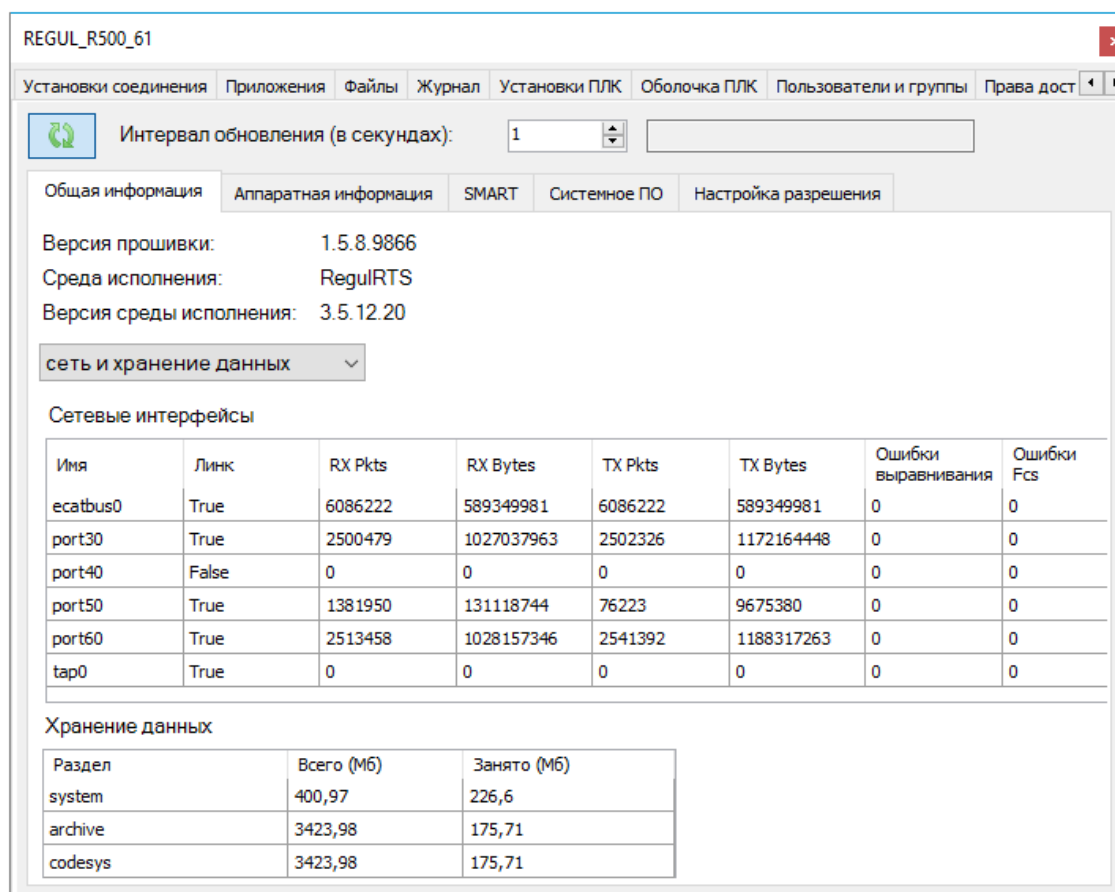 REGUL_R500_61
Установки соединения Приложения Файлы Журнал Установки ПЛК Оболочка ПЛК Пользователи и группы Права дост
Интервал обновления (в секундах): 1
Общая информация Аппаратная информация SMART Системное ПО Настройка разрешения
Версия прошивки: 1.5.8.9866
Среда исполнения: RegulRTS
Версия среды исполнения: 3.5.12.20
сеть и хранение данных
Сетевые интерфейсы
Имя Линк RX Pkts RX Bytes TX Pkts TX Bytes Ошибки выравнивания Ошибки Fcs
ecatbus0 True 6086222 589349981 6086222 589349981 0 0
port30 True 2500479 1027037963 2502326 1172164448 0 0
port40 False 0 0 0 0 0 0
port50 True 1381950 131118744 76223 9675380 0 0
port60 True 2513458 1028157346 2541392 1188317263 0 0
tap0 True 0 0 0 0 0 0
Хранение данных
Раздел Всего (Мб) Занято (Мб)
system 400,97 226,6
archive 3423,98 175,71
codesys 3423,98 175,71